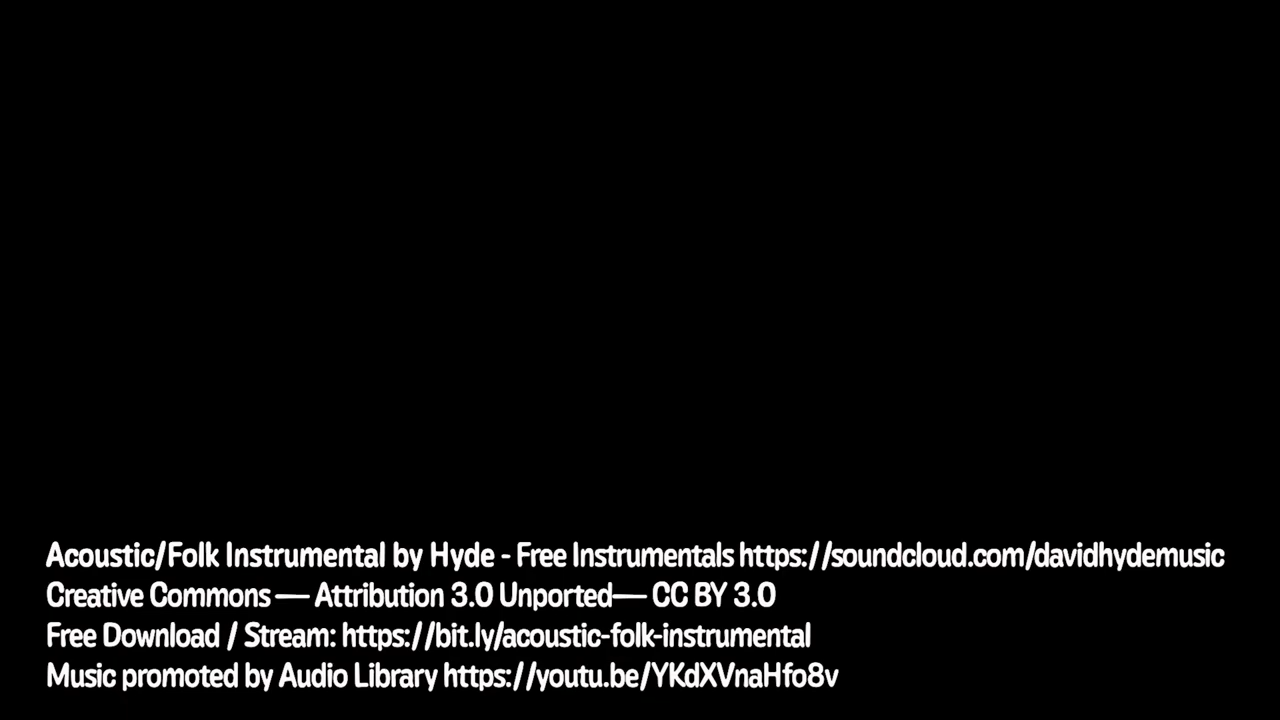 Acoustic/Folk Instrumental by Hyde - Free Instrumentals https://soundcloud.com/davidhydemusic
Creative Commons — Attribution 3.0 Unported— CC BY 3.0
Free Download / Stream: https://bit.ly/acoustic-folk-instrumental
Music promoted by Audio Library https://youtu.be/YKdXVnaHfo8v